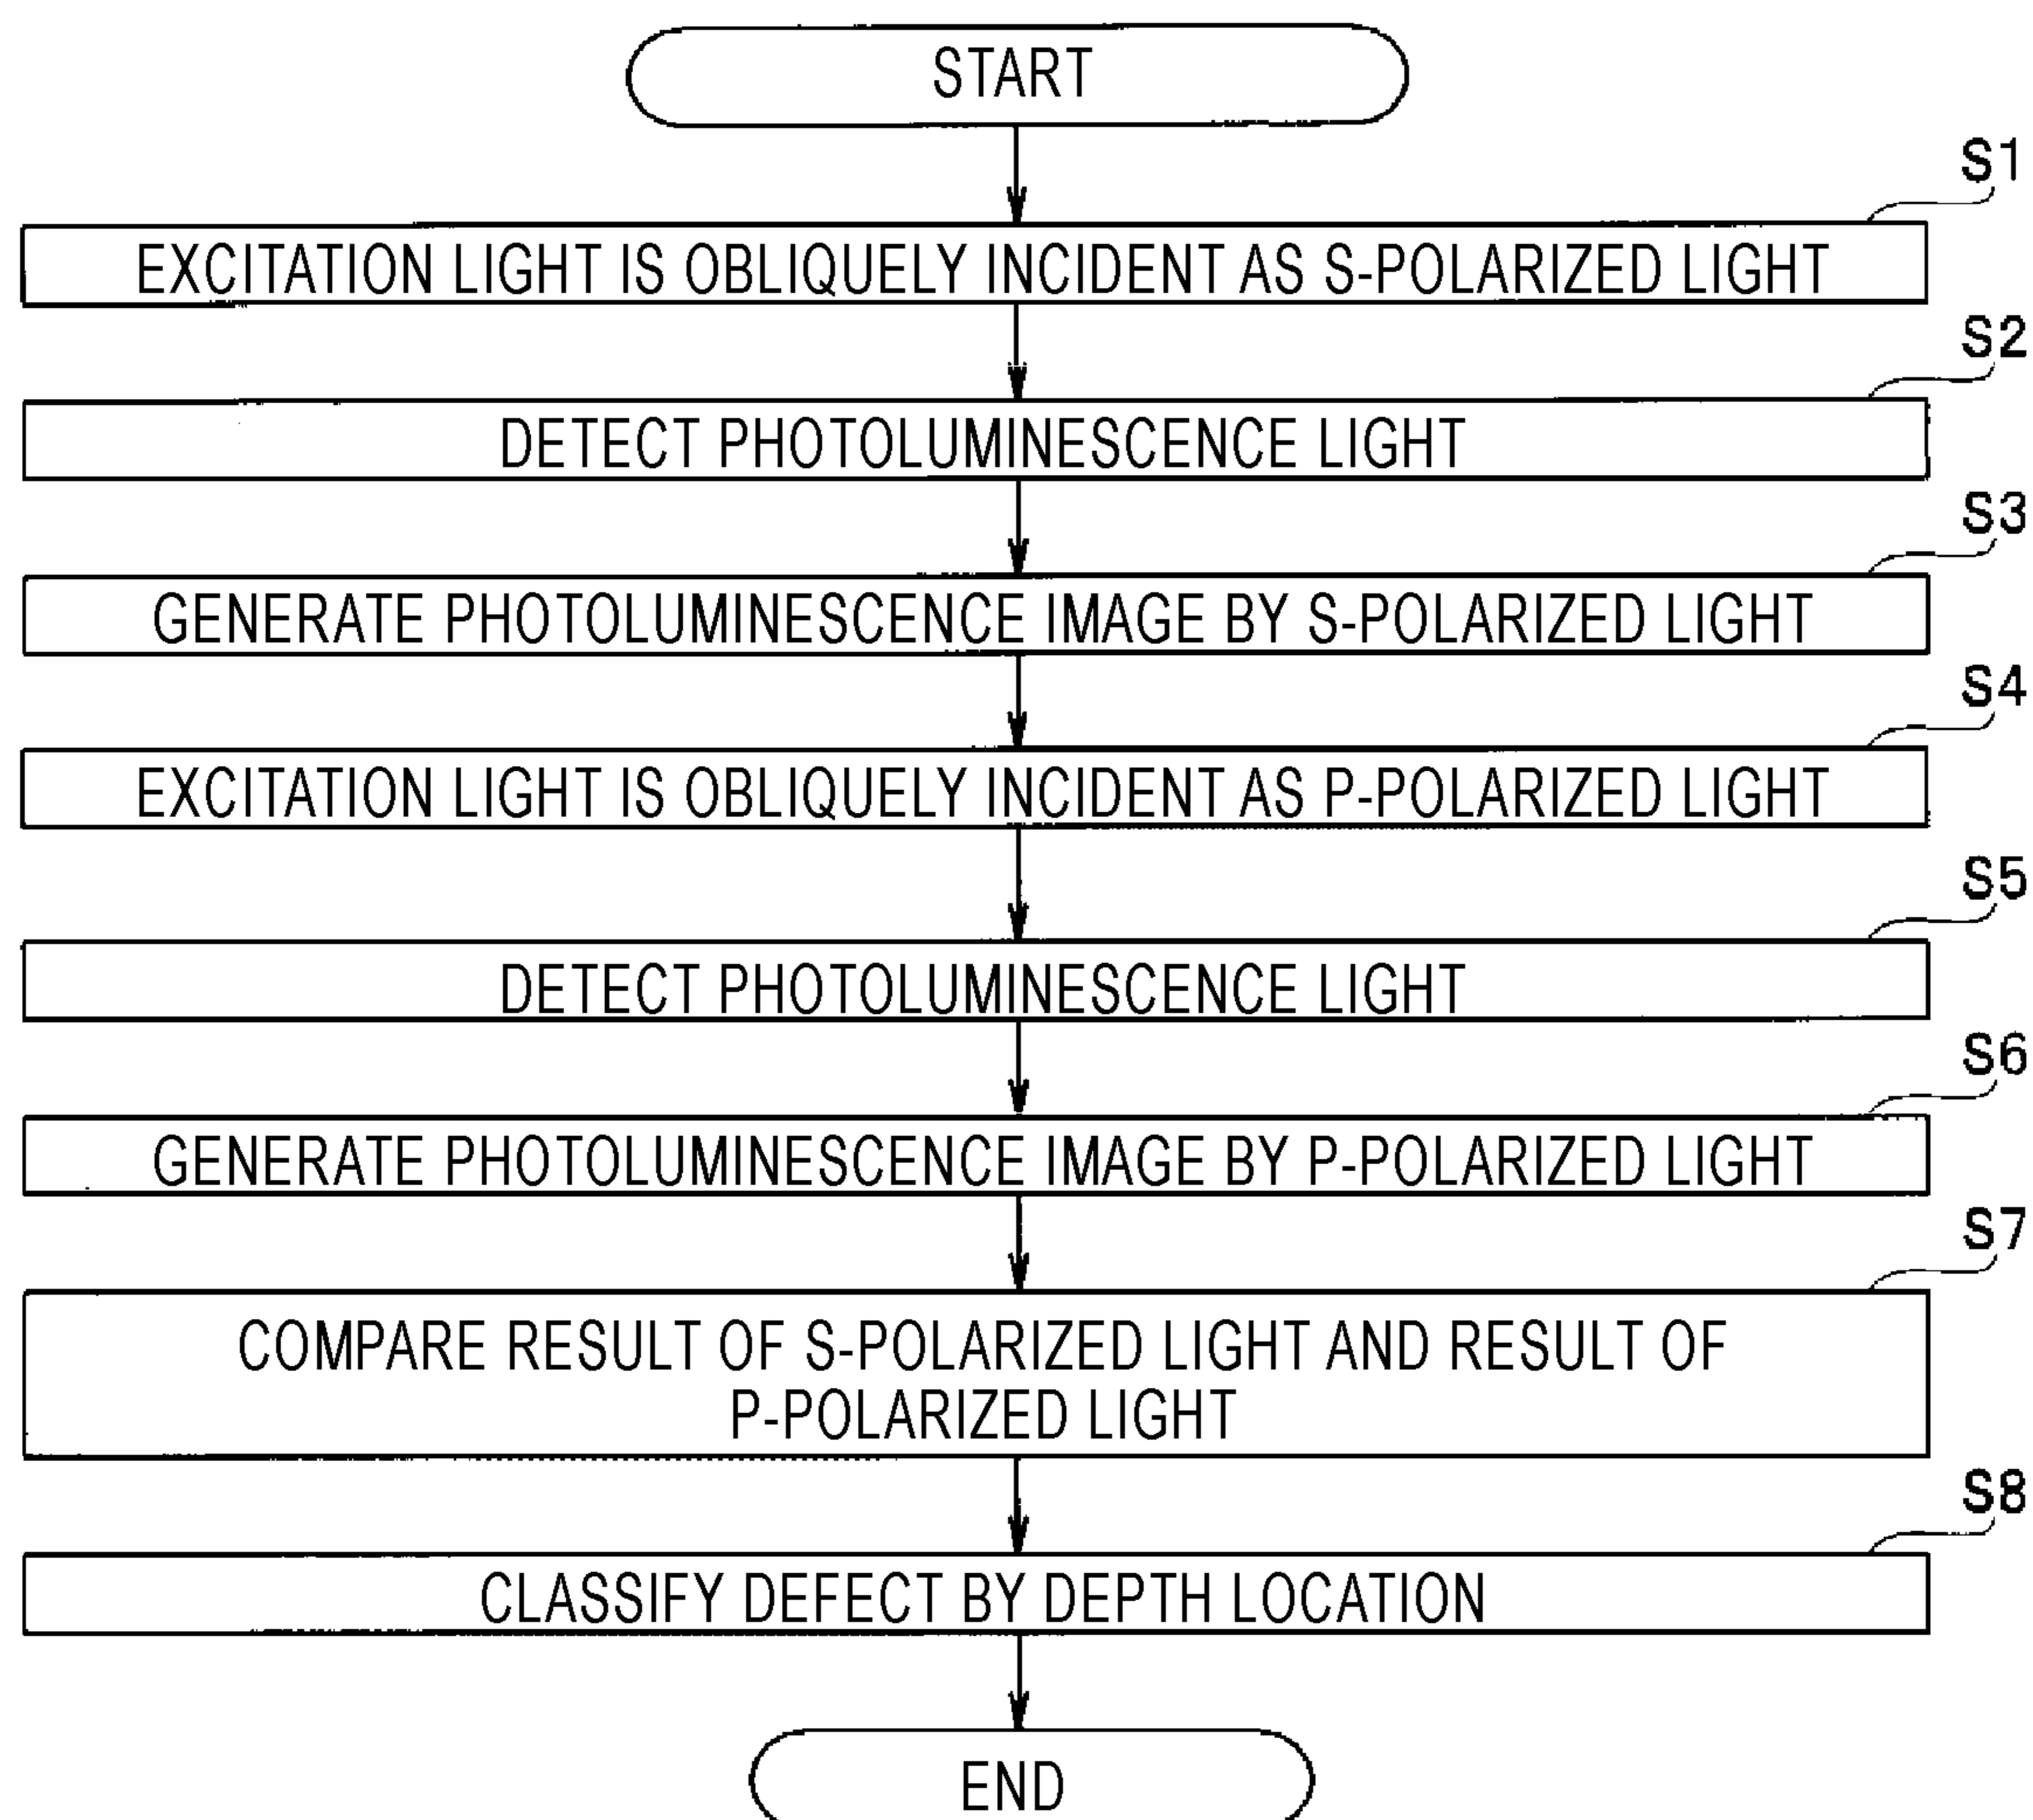 START
S1
EXCITATION LIGHT IS OBLIQUELY INCIDENT AS S-POLARIZED LIGHT
S2
DETECT PHOTOLUMINESCENCE LIGHT
S3
GENERATE PHOTOLUMINESCENCE IMAGE BY S-POLARIZED LIGHT
S4
EXCITATION LIGHT IS OBLIQUELY INCIDENT AS P-POLARIZED LIGHT
S5
DETECT PHOTOLUMINESCENCE LIGHT
S6
GENERATE PHOTOLUMINESCENCE IMAGE BY P-POLARIZED LIGHT
S7
COMPARE RESULT OF S-POLARIZED LIGHT AND RESULT OF
P-POLARIZED LIGHT
S8
CLASSIFY DEFECT BY DEPTH LOCATION
END